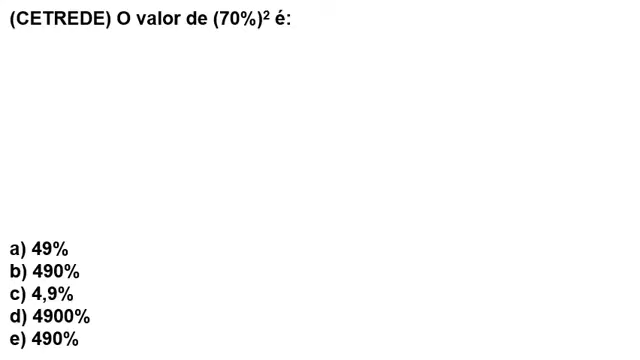 (CETREDE) O valor de (70%)² é:
a) 49%
b) 490%
c) 4,9%
d) 4900%
e) 490%